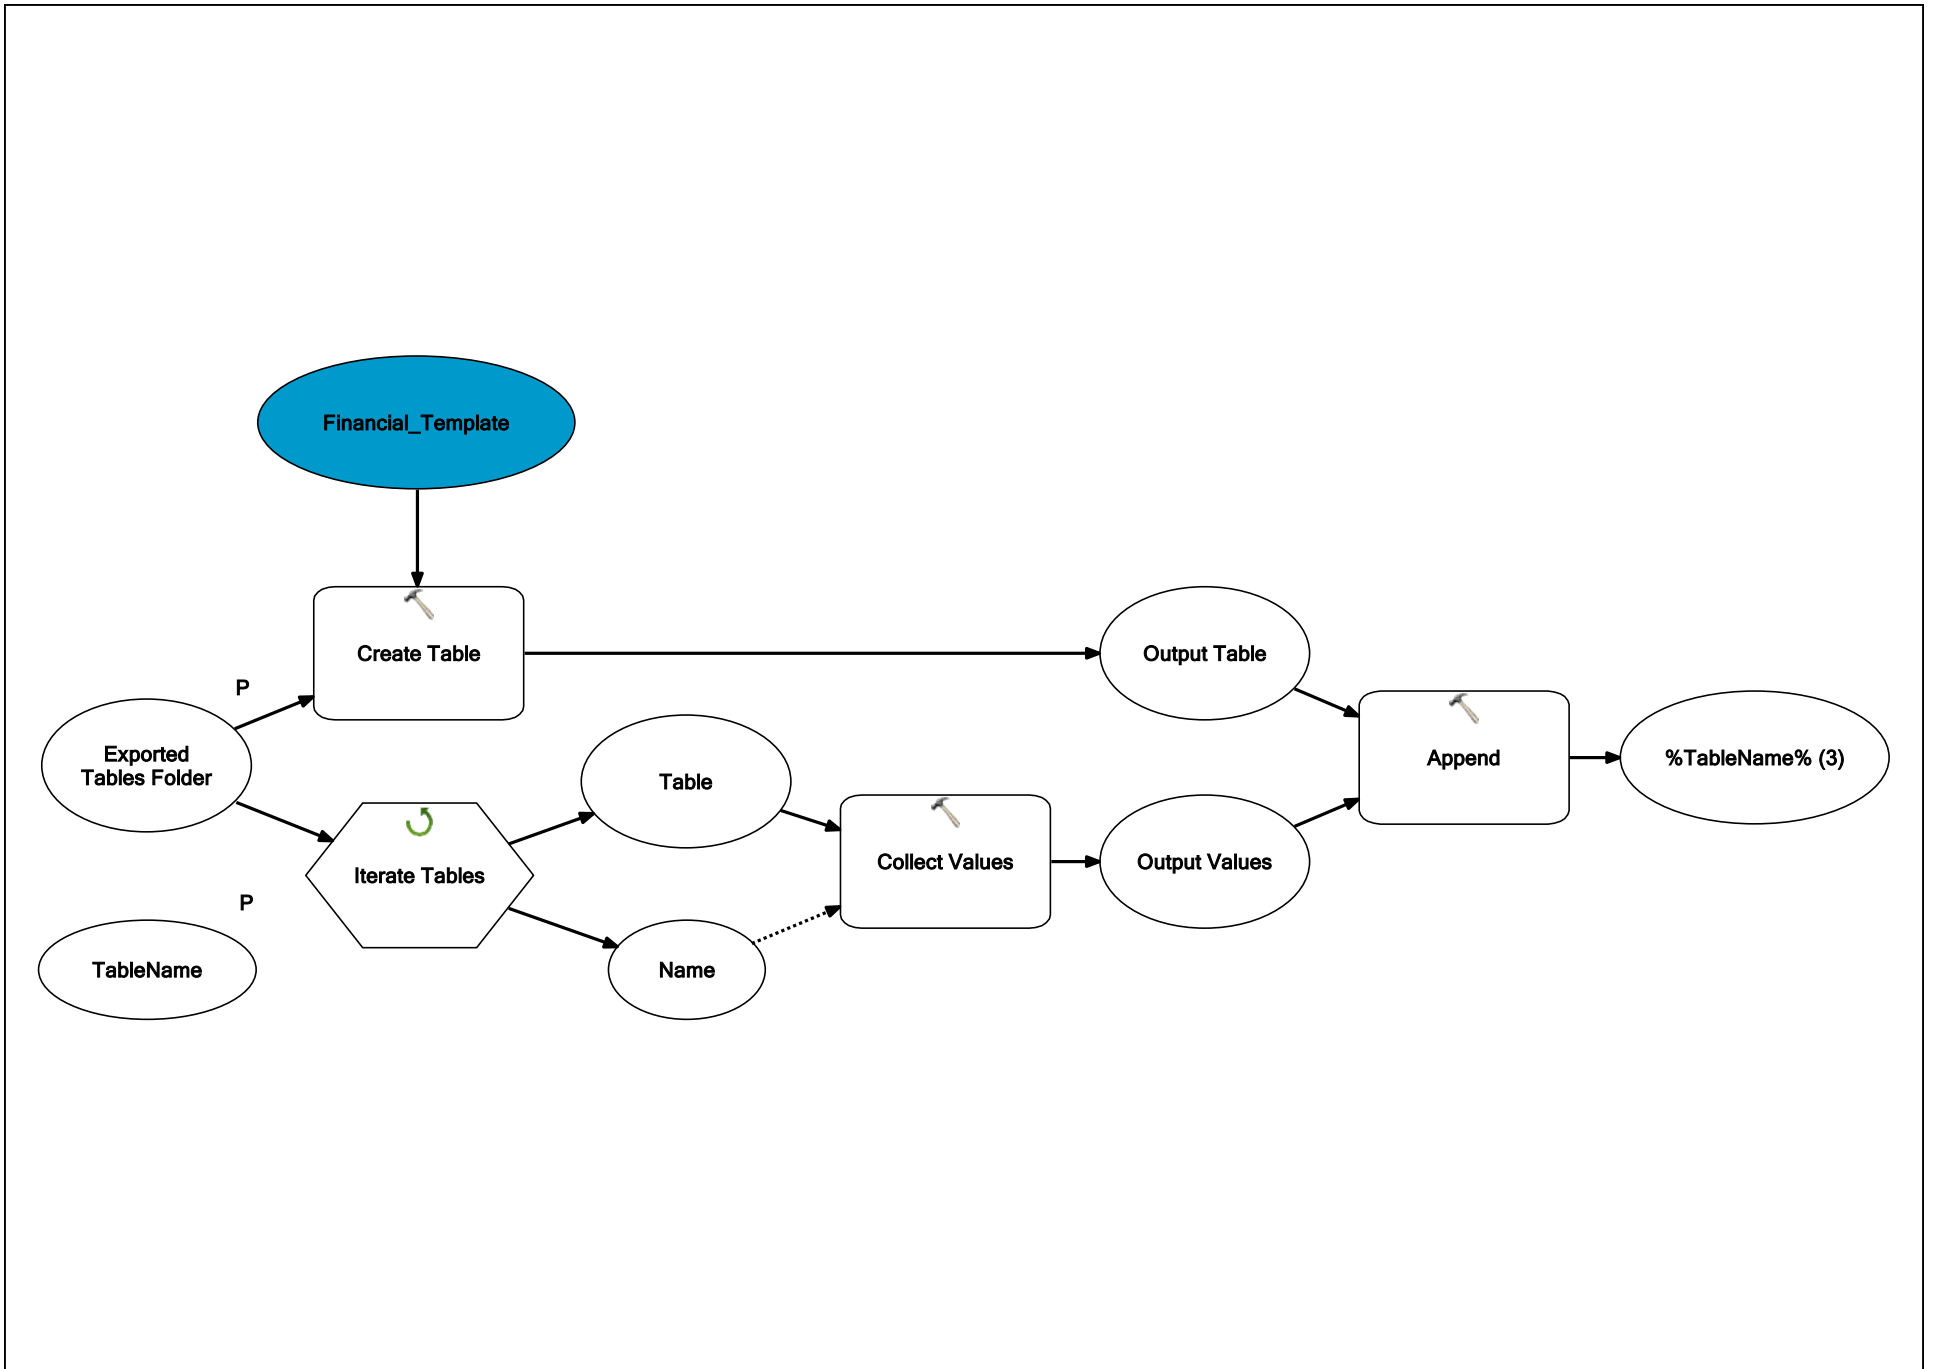 Financial_Template
Create Table
Output Table
P
Exported
Tables Folder
Table
Append
%TableName% (3)
Iterate Tables
Collect Values
Output Values
P
TableName
Name